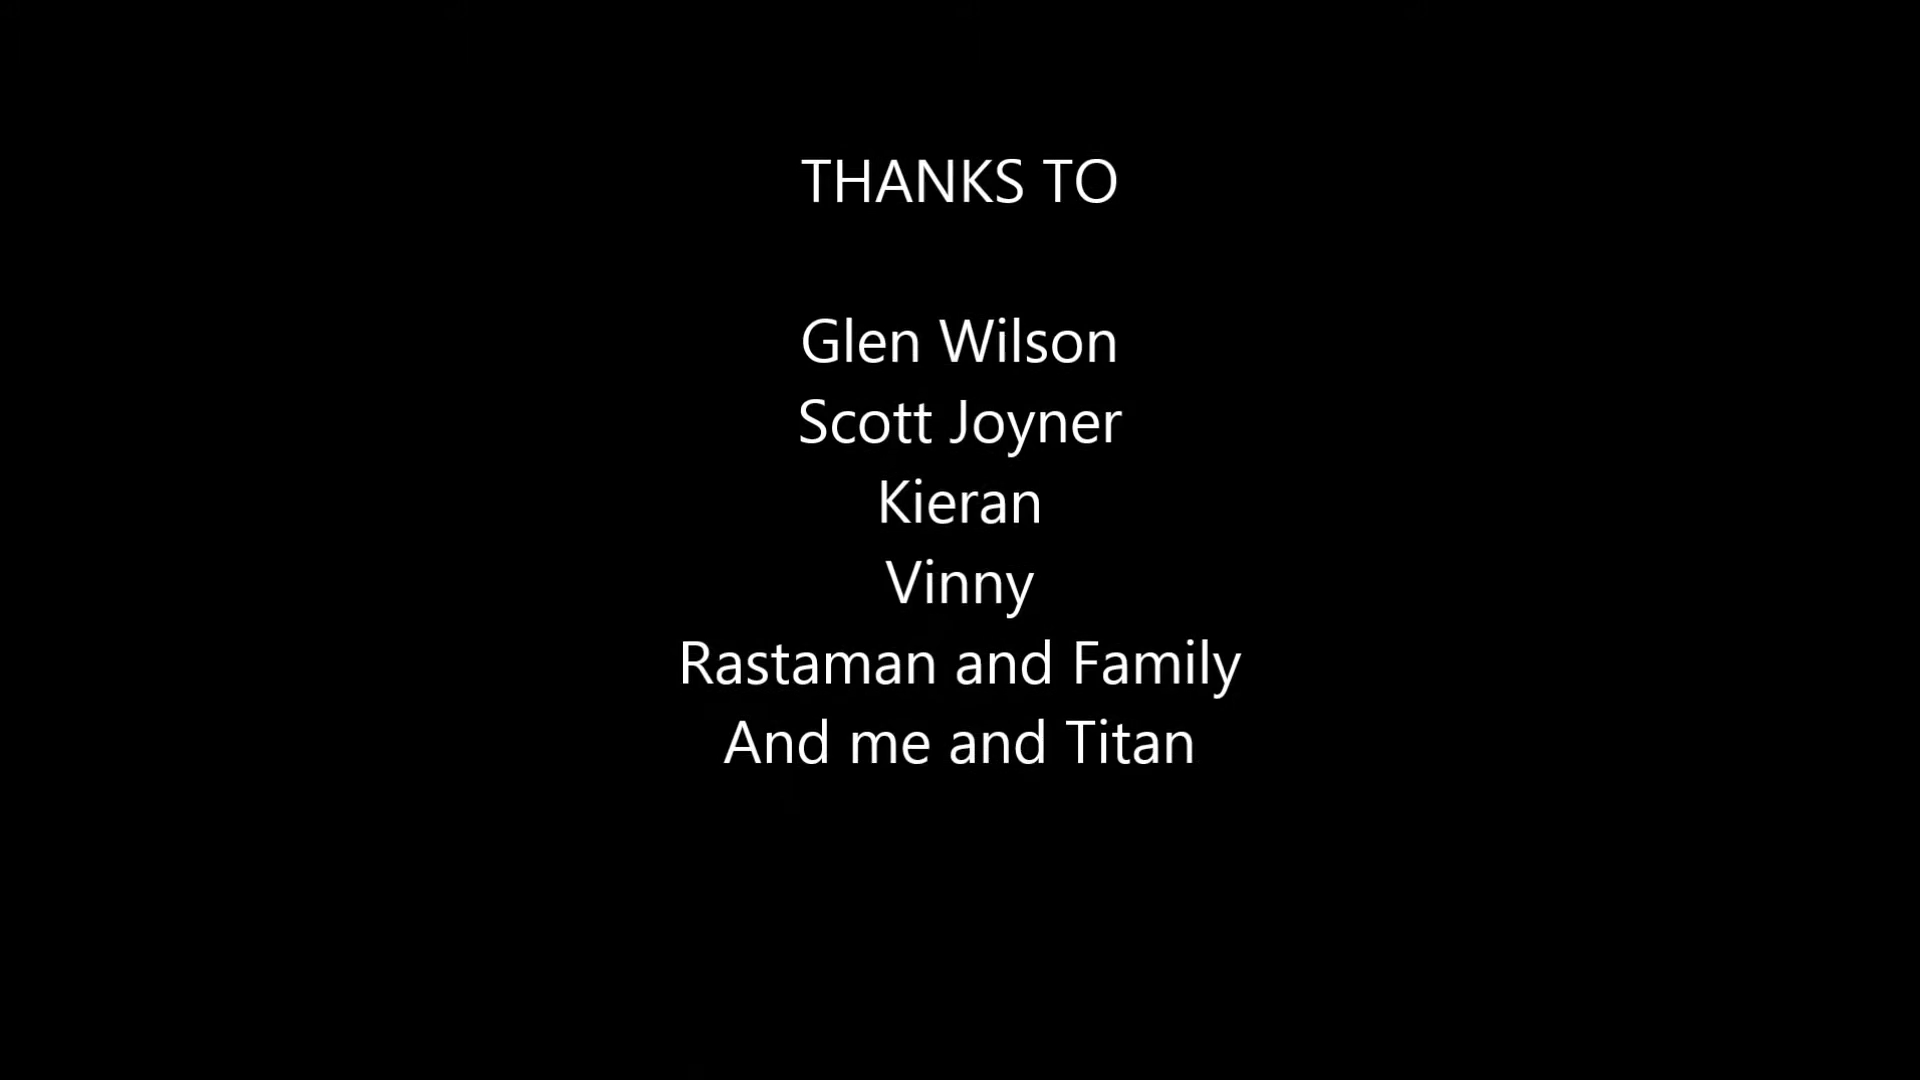 THANKS TO
Glen Wilson
Scott Joyner
Kieran
Vinny
Rastaman and Family
And me and Titan